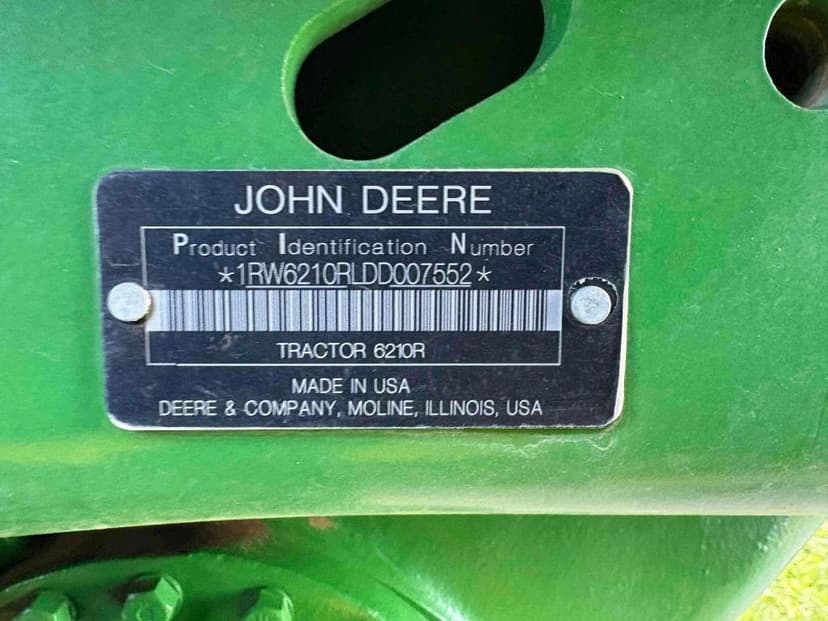 JOHN DEERE
Product Identification Number
*1RW6210RLDD007552*
TRACTOR 6210R
MADE IN USA
DEERE & COMPANY, MOLINE, ILLINOIS, USA